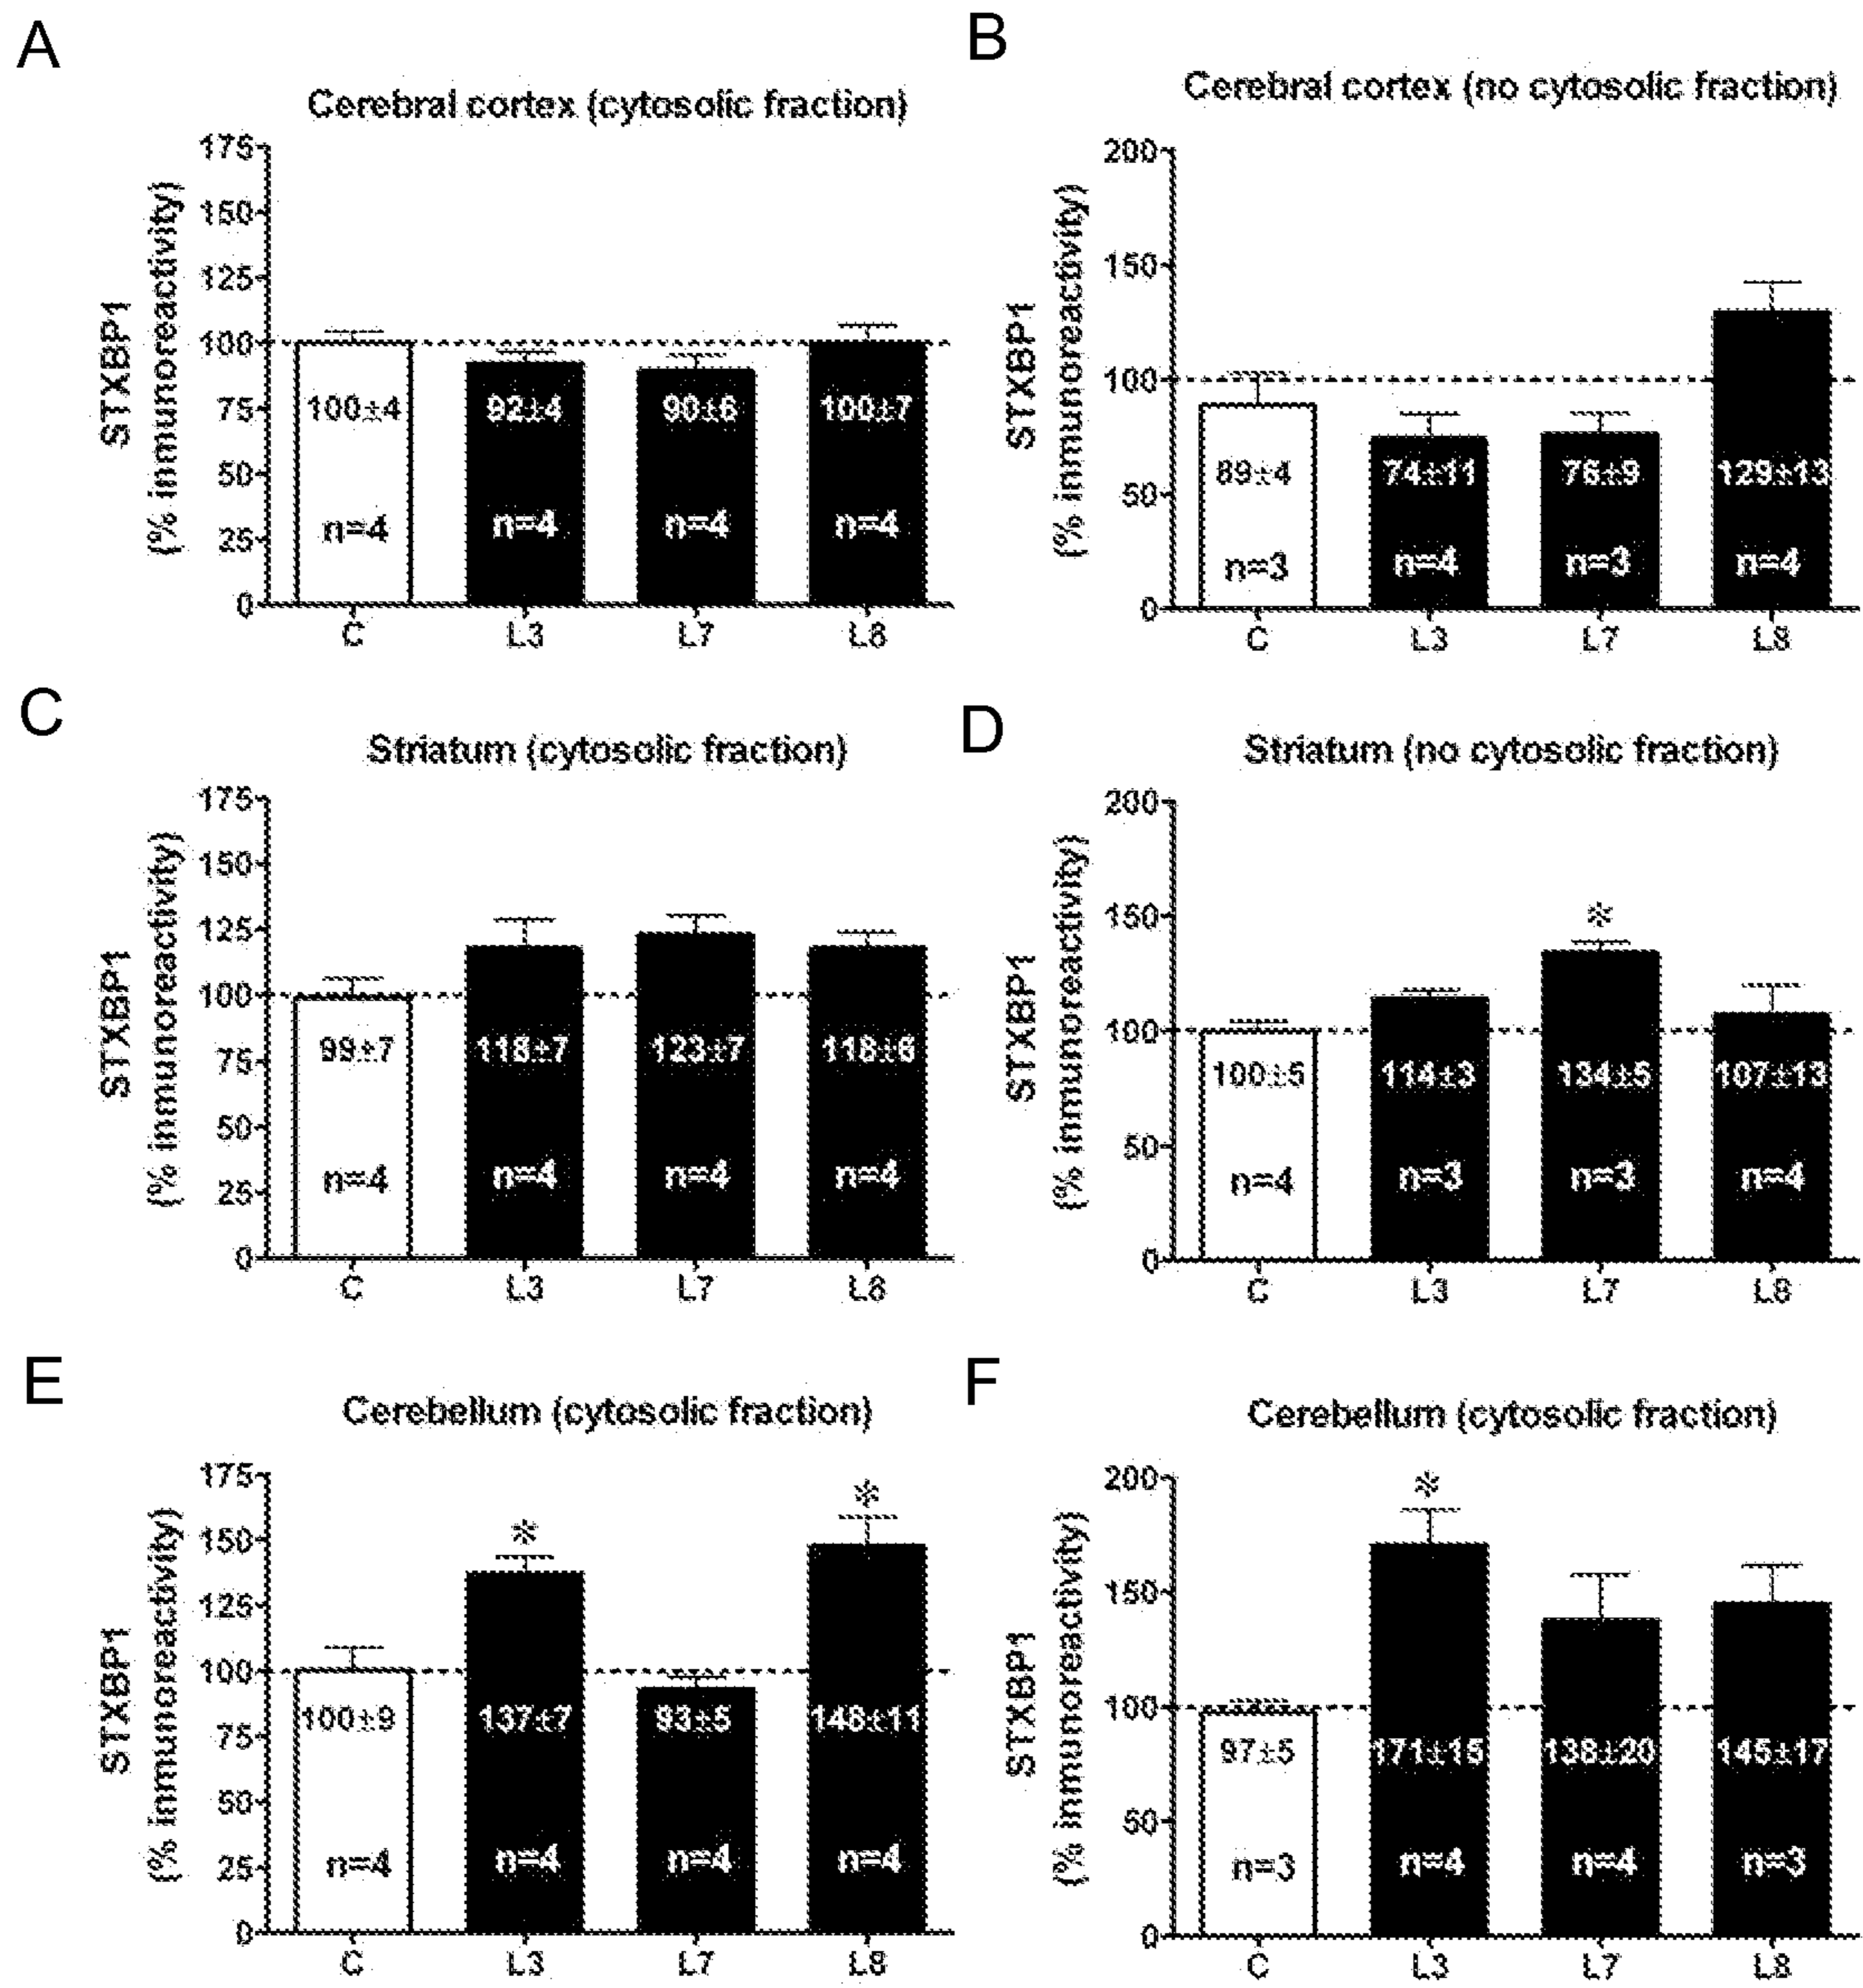 A
Cerebral cortex (cytosolic fraction)
STXBP1
(% inmunoreactivity)
175
150
125
100
75
50
25
0
100±4
92±4
90±6
100±7
n=4
n=4
n=4
n=4
C
L3
L7
L8
B
Cerebral cortex (no cytosolic fraction)
STXBP1
(% inmunoreactivity)
200
150
100
50
0
89±4
74±11
76±9
129±13
n=3
n=4
n=3
n=4
C
L3
L7
L8
C
Striatum (cytosolic fraction)
STXBP1
(% inmunoreactivity)
175
150
125
100
75
50
25
0
99±7
118±7
123±7
118±6
n=4
n=4
n=4
n=4
C
L3
L7
L8
D
Striatum (no cytosolic fraction)
STXBP1
(% inmunoreactivity)
200
150
100
50
0
*
100±5
114±3
134±5
107±13
n=4
n=3
n=3
n=4
C
L3
L7
L8
E
Cerebellum (cytosolic fraction)
STXBP1
(% inmunoreactivity)
175
150
125
100
75
50
25
0
*
*
100±9
137±7
93±5
148±11
n=4
n=4
n=4
n=4
C
L3
L7
L8
F
Cerebellum (cytosolic fraction)
STXBP1
(% inmunoreactivity)
200
150
100
50
0
*
97±5
171±15
138±20
145±17
n=3
n=4
n=4
n=3
C
L3
L7
L8